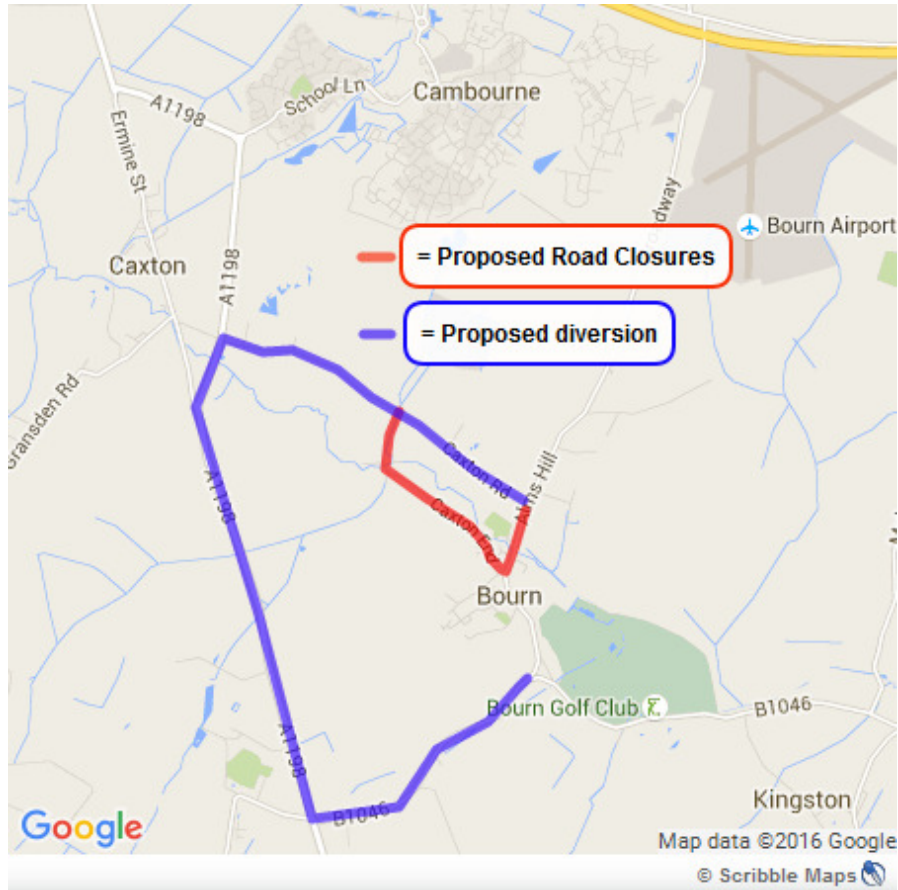 Cambourne
School Ln
A1198
Ermine St
Bourn Airport
= Proposed Road Closures
Caxton
A1198
= Proposed diversion
Gransden Rd
Caxton Rd
Alms Hill
A1198
Caxton End
Bourn
Bourn Golf Club
B1046
A1198
B1046
Kingston
Google
Map data ©2016 Google
© Scribble Maps